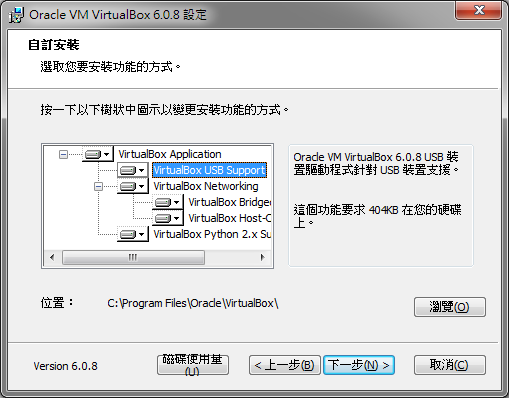 Oracle VM VirtualBox 6.0.8 設定
自訂安裝
選取您要安裝功能的方式。
按一下以下樹狀中圖示以變更安裝功能的方式。
VirtualBox Application
VirtualBox USB Support
VirtualBox Networking
VirtualBox Bridge
VirtualBox Host-O
VirtualBox Python 2.x Su
Oracle VM VirtualBox 6.0.8 USB 裝
置驅動程式針對 USB 裝置支援。
這個功能要求 404KB 在您的硬碟
上。
位置： C:\Program Files\Oracle\VirtualBox\
瀏覽(O)
Version 6.0.8
磁碟使用量
(U)
< 上一步(B)
下一步(N) >
取消(C)